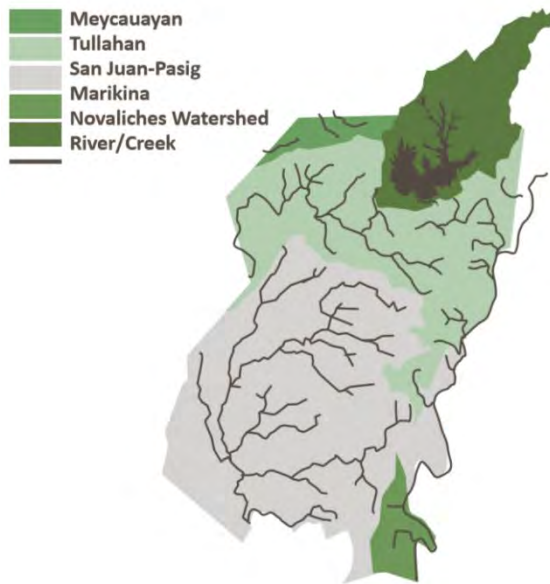 Meycauayan
Tullahan
San Juan-Pasig
Marikina
Novaliches Watershed
River/Creek